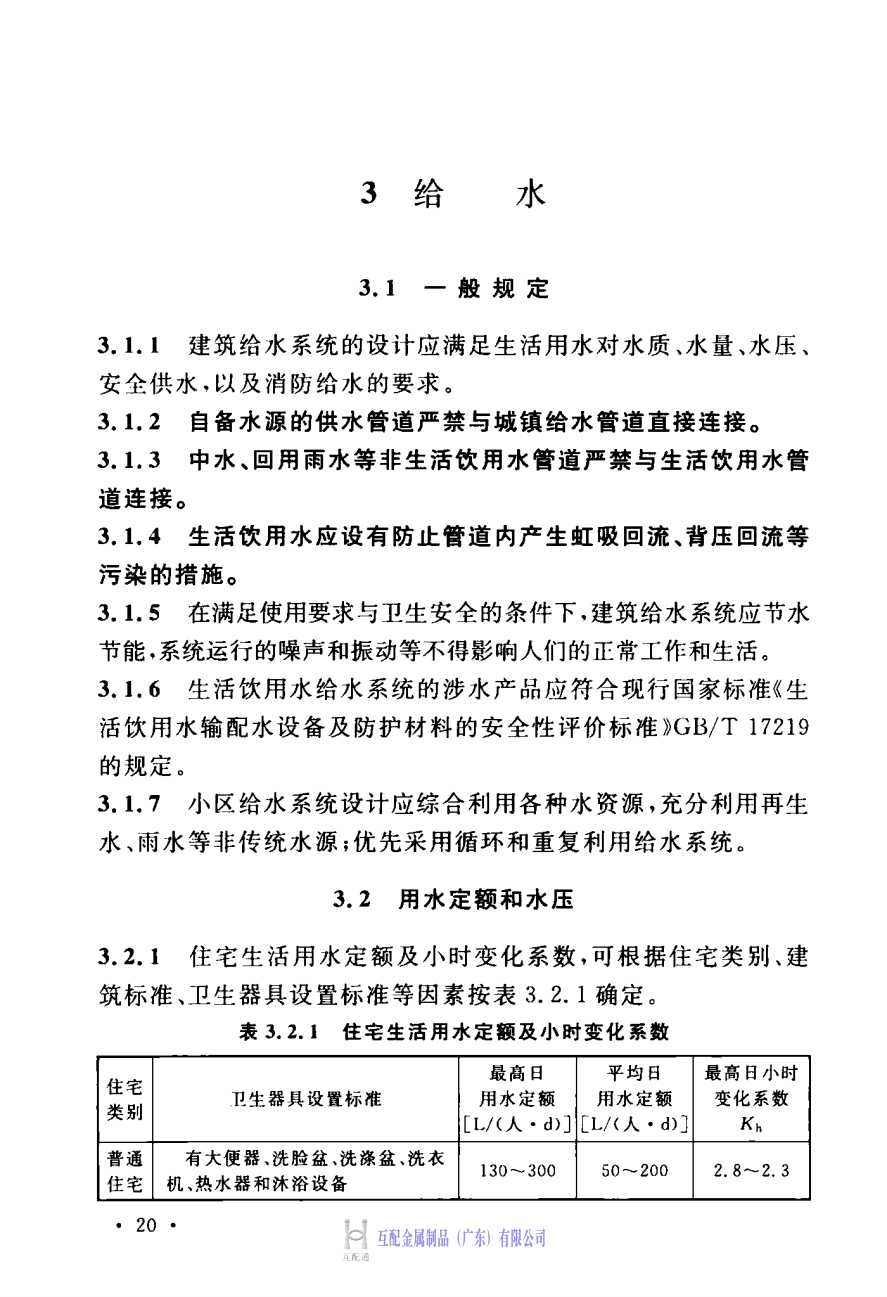 3 给 水
3.1 一般规定
3.1.1 建筑给水系统的设计应满足生活用水对水质、水量、水压、
安全供水,以及消防给水的要求。
3.1.2 自备水源的供水管道严禁与城镇给水管道直接连接。
3.1.3 中水、回用雨水等非生活饮用水管道严禁与生活饮用水管
道连接。
3.1.4 生活饮用水应设有防止管道内产生虹吸回流、背压回流等
污染的措施。
3.1.5 在满足使用要求与卫生安全的条件下,建筑给水系统应节水
节能,系统运行的噪声和振动等不得影响人们的正常工作和生活。
3.1.6 生活饮用水给水系统的涉水产品应符合现行国家标准《生
活饮用水输配水设备及防护材料的安全性评价标准》GB/T 17219
的规定。
3.1.7 小区给水系统设计应综合利用各种水资源,充分利用再生
水、雨水等非传统水源;优先采用循环和重复利用给水系统。
3.2 用水定额和水压
3.2.1 住宅生活用水定额及小时变化系数,可根据住宅类别、建
筑标准、卫生器具设置标准等因素按表 3.2.1 确定。
表 3.2.1 住宅生活用水定额及小时变化系数
住宅
类别
卫生器具设置标准
最高日
用水定额
[L/(人·d)]
平均日
用水定额
[L/(人·d)]
最高日小时
变化系数
Kh
普通
住宅
有大便器、洗脸盆、洗涤盆、洗衣
机、热水器和沐浴设备
130~300
50~200
2.8~2.3
· 20 ·
互配金属制品(广东)有限公司
互配通